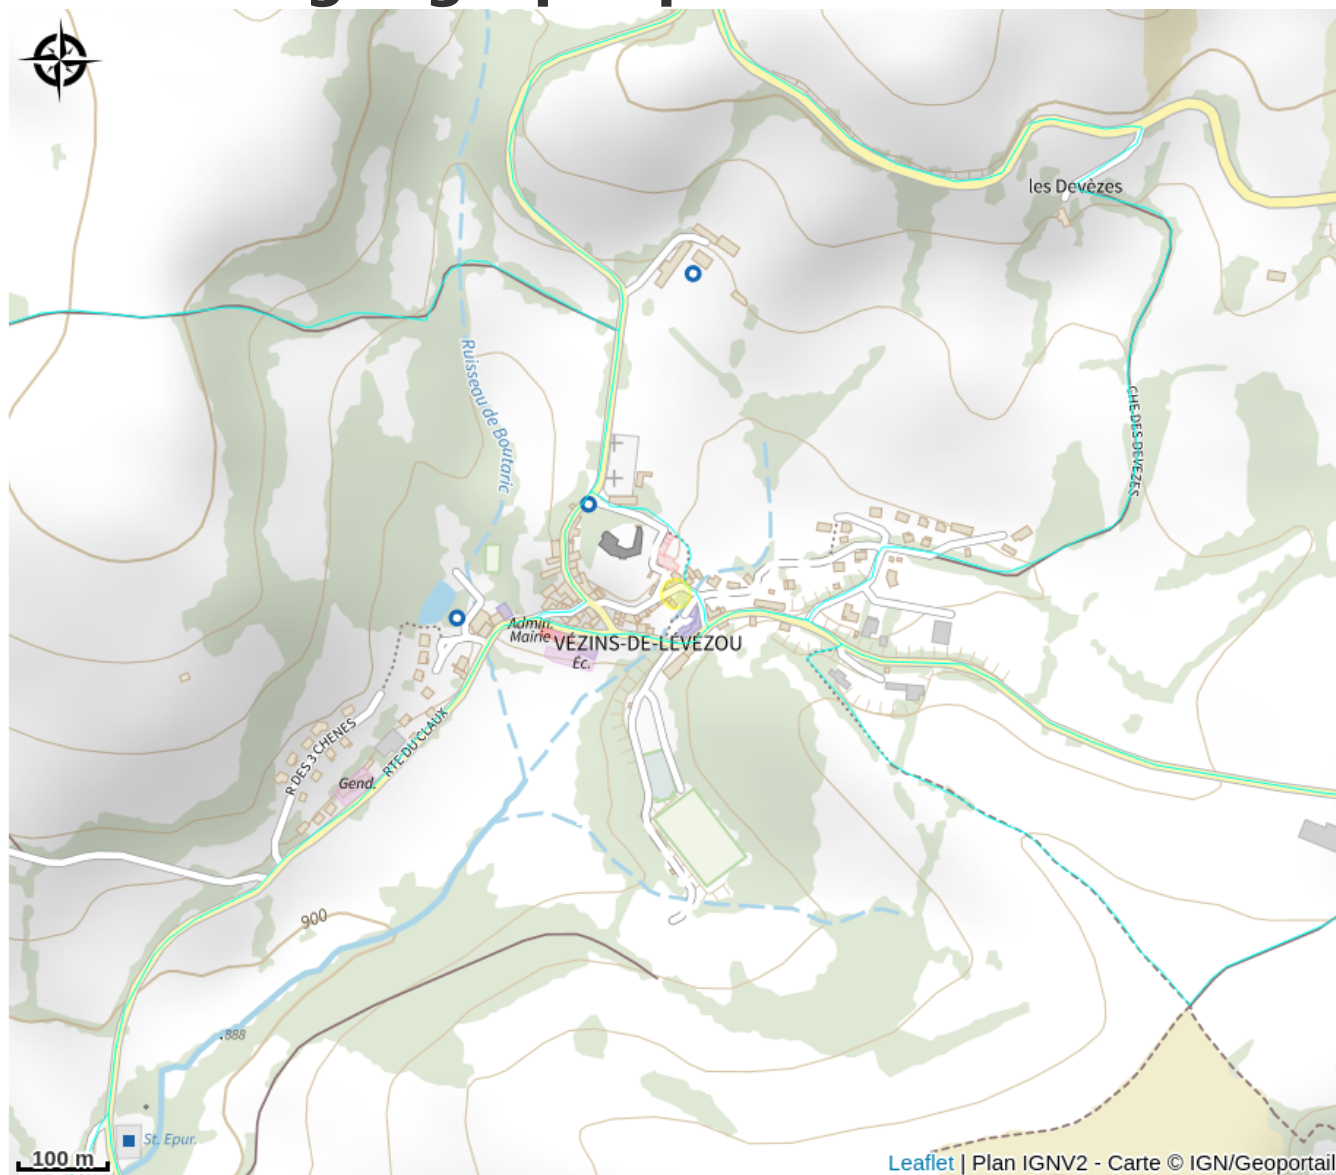 les Devèzes
Ruisseau de Boutaric
CHE DES DEVEZES
Admin.
Mairie
VÉZINS-DE-LÉVÉZOU
Éc.
R DES 3 CHENES
RTE DU CLAUX
Gend.
900
888
St. Epur.
100 m
Leaflet | Plan IGNV2 - Carte © IGN/Geoportail